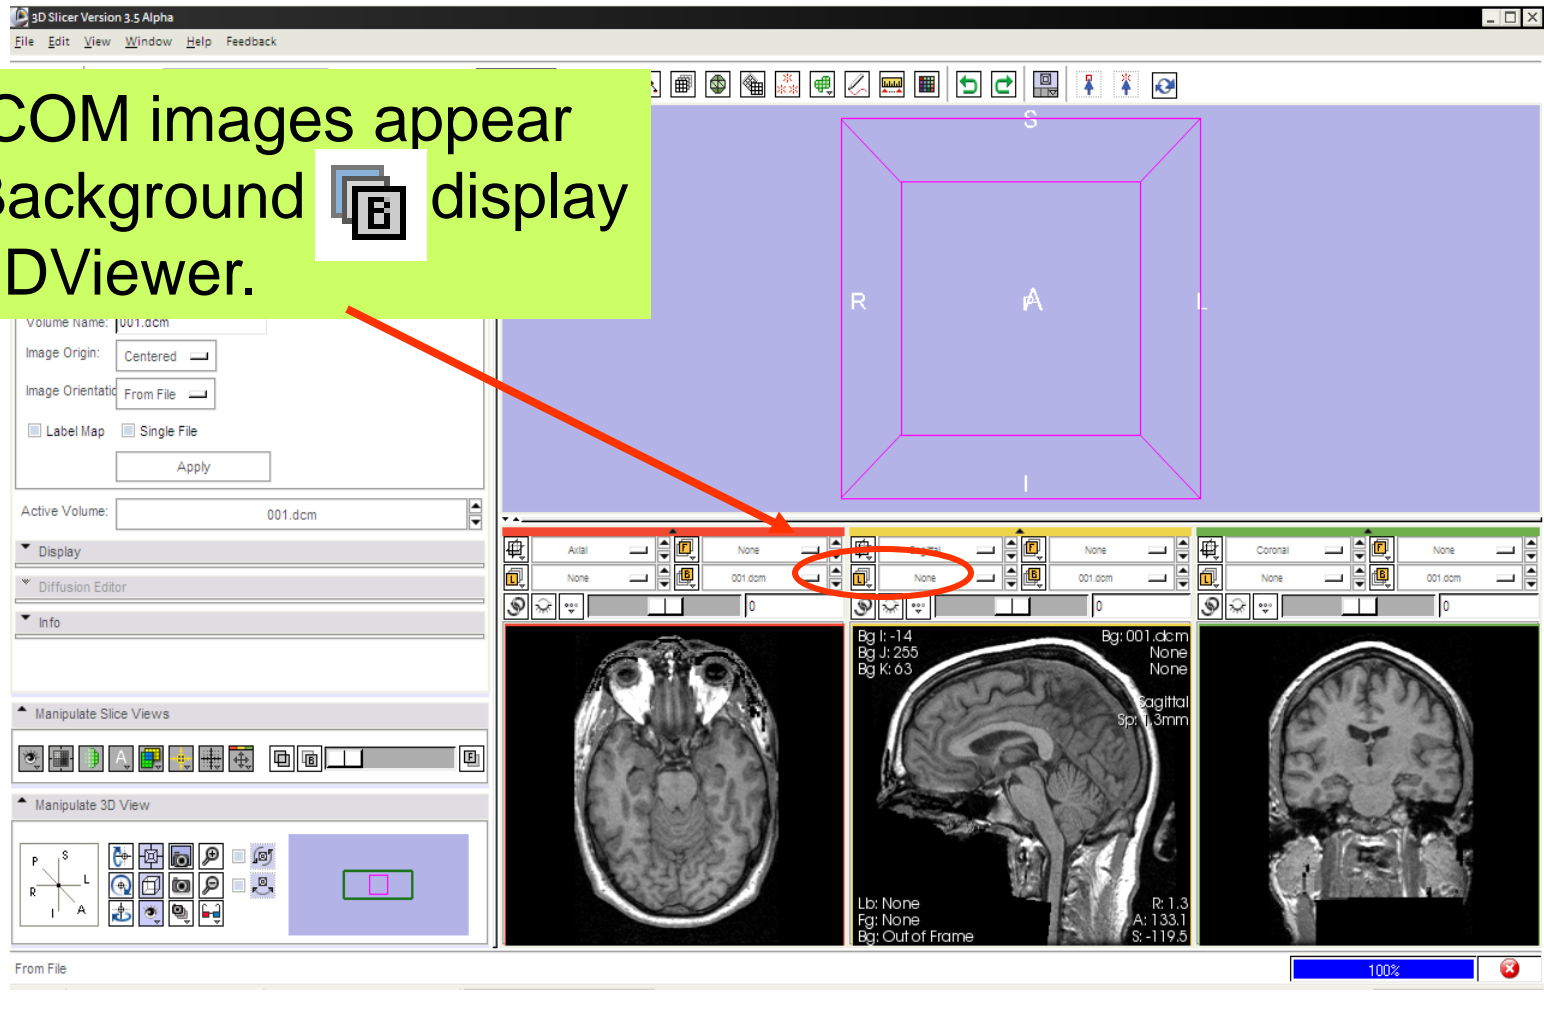 3D Slicer Version 3.5 Alpha
File Edit View Window Help Feedback
COM images appear
Background B display
DViewer.
Volume Name: 001.dcm
Image Origin: Centered
Image Orientatio From File
Label Map Single File
Apply
Active Volume: 001.dcm
Display
Diffusion Editor
Info
Manipulate Slice Views
A
B
F
Manipulate 3D View
P S
R L
I A
S
R A L
P
I
Axial F None
L None B 001.dcm
0
Sagittal F None
L None B 001.dcm
0
Coronal F None
L None B 001.dcm
0
Bg I: -14
Bg J: 255
Bg K: 63
Bg: 001.dcm
None
None
Sagittal
Sp: 1.3mm
Lb: None
Fg: None
Bg: Out of Frame
R: 1.3
A: 133.1
S: -119.5
From File
100%